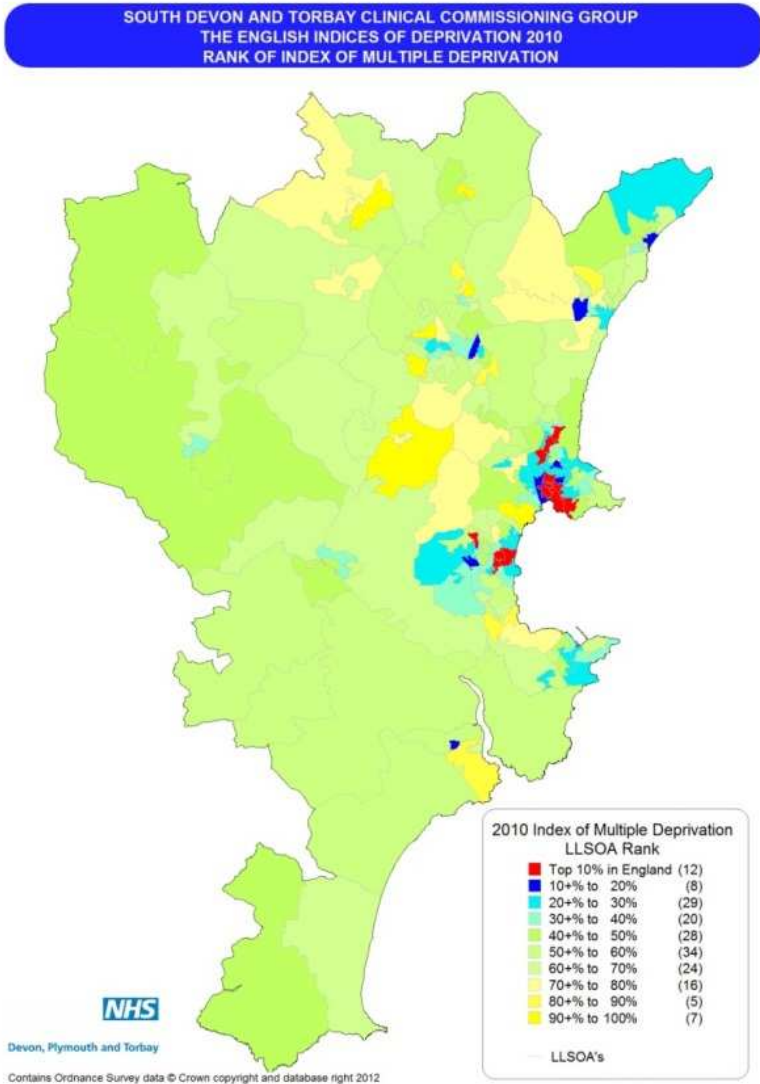 SOUTH DEVON AND TORBAY CLINICAL COMMISSIONING GROUP
THE ENGLISH INDICES OF DEPRIVATION 2010
RANK OF INDEX OF MULTIPLE DEPRIVATION
2010 Index of Multiple Deprivation
LLSOA Rank
Top 10% in England (12)
10+% to 20% (8)
20+% to 30% (29)
30+% to 40% (20)
40+% to 50% (28)
50+% to 60% (34)
60+% to 70% (24)
70+% to 80% (16)
80+% to 90% (5)
90+% to 100% (7)
LLSOA's
NHS
Devon, Plymouth and Torbay
Contains Ordnance Survey data © Crown copyright and database right 2012